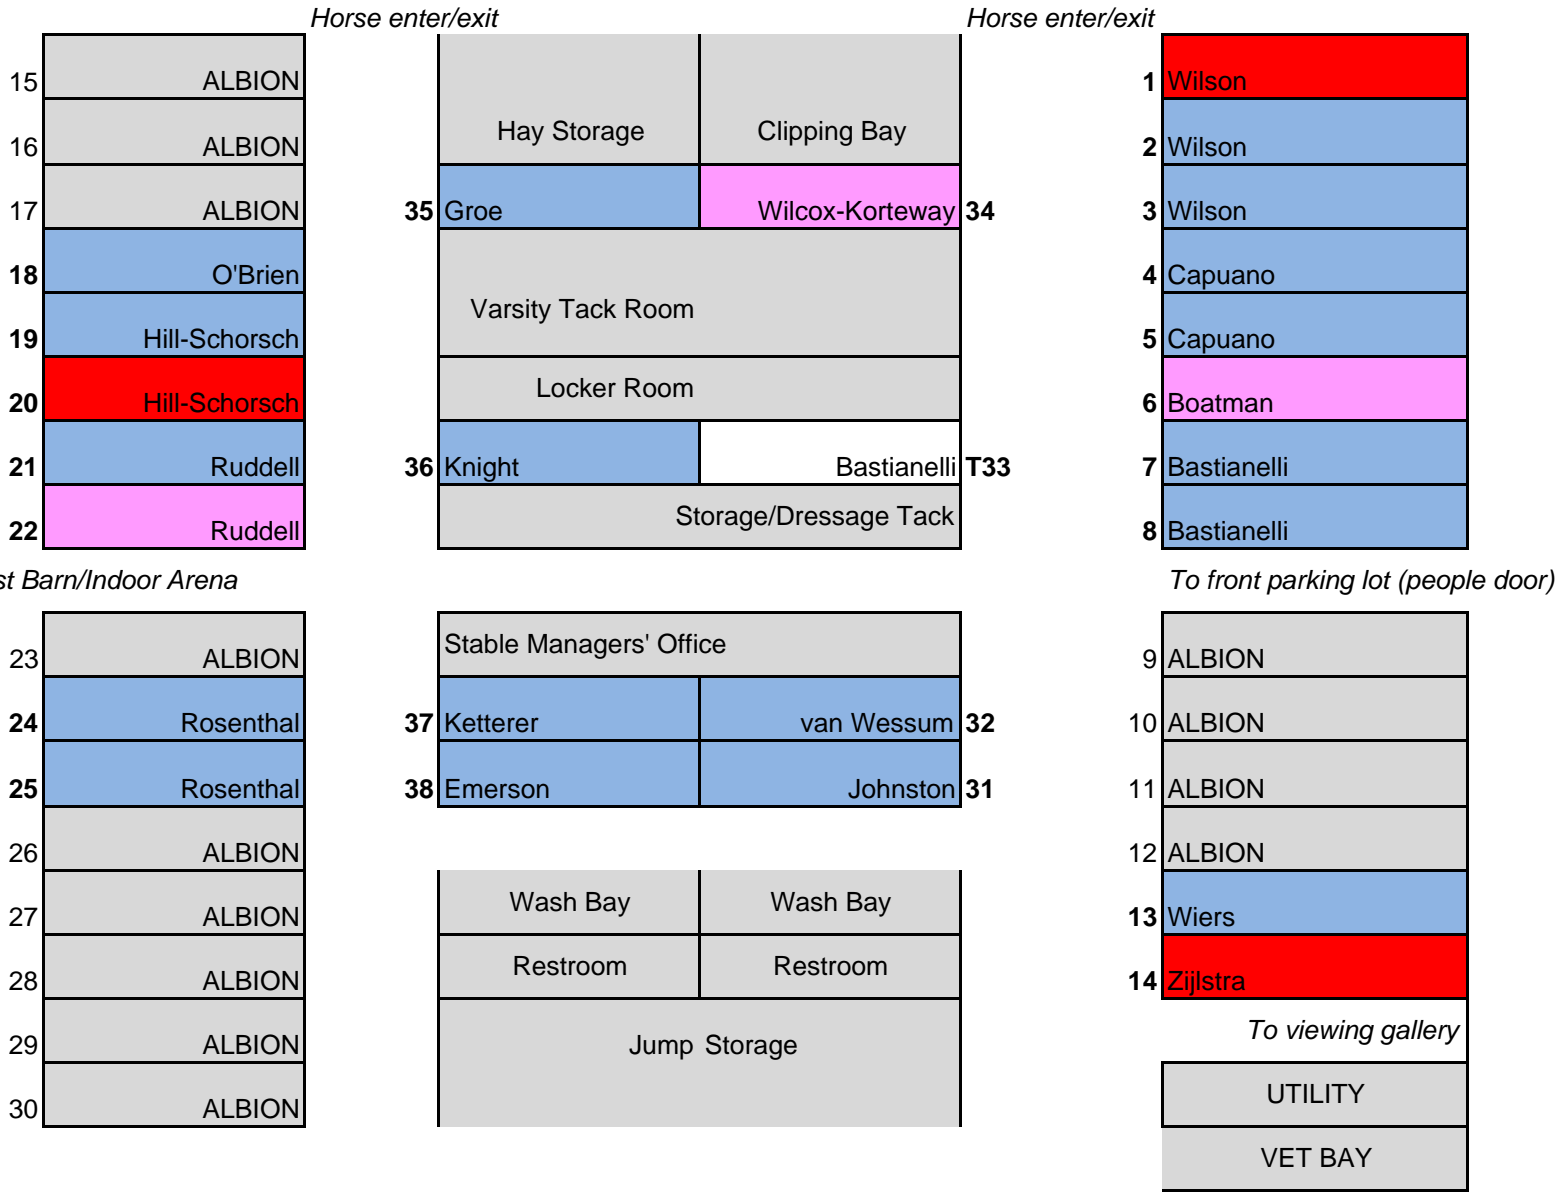 Horse enter/exit Horse enter/exit
15 ALBION 1 Wilson
16 ALBION Hay Storage Clipping Bay 2 Wilson
17 ALBION 35 Groe Wilcox-Korteway 34 3 Wilson
18 O'Brien 4 Capuano
Varsity Tack Room
19 Hill-Schorsch 5 Capuano
20 Hill-Schorsch Locker Room 6 Boatman
21 Ruddell 36 Knight Bastianelli T33 7 Bastianelli
22 Ruddell Storage/Dressage Tack 8 Bastianelli
st Barn/Indoor Arena To front parking lot (people door)
23 ALBION Stable Managers' Office 9 ALBION
24 Rosenthal 37 Ketterer van Wessum 32 10 ALBION
25 Rosenthal 38 Emerson Johnston 31 11 ALBION
26 ALBION 12 ALBION
27 ALBION Wash Bay Wash Bay 13 Wiers
28 ALBION Restroom Restroom 14 Zijlstra
29 ALBION Jump Storage To viewing gallery
30 ALBION UTILITY
VET BAY